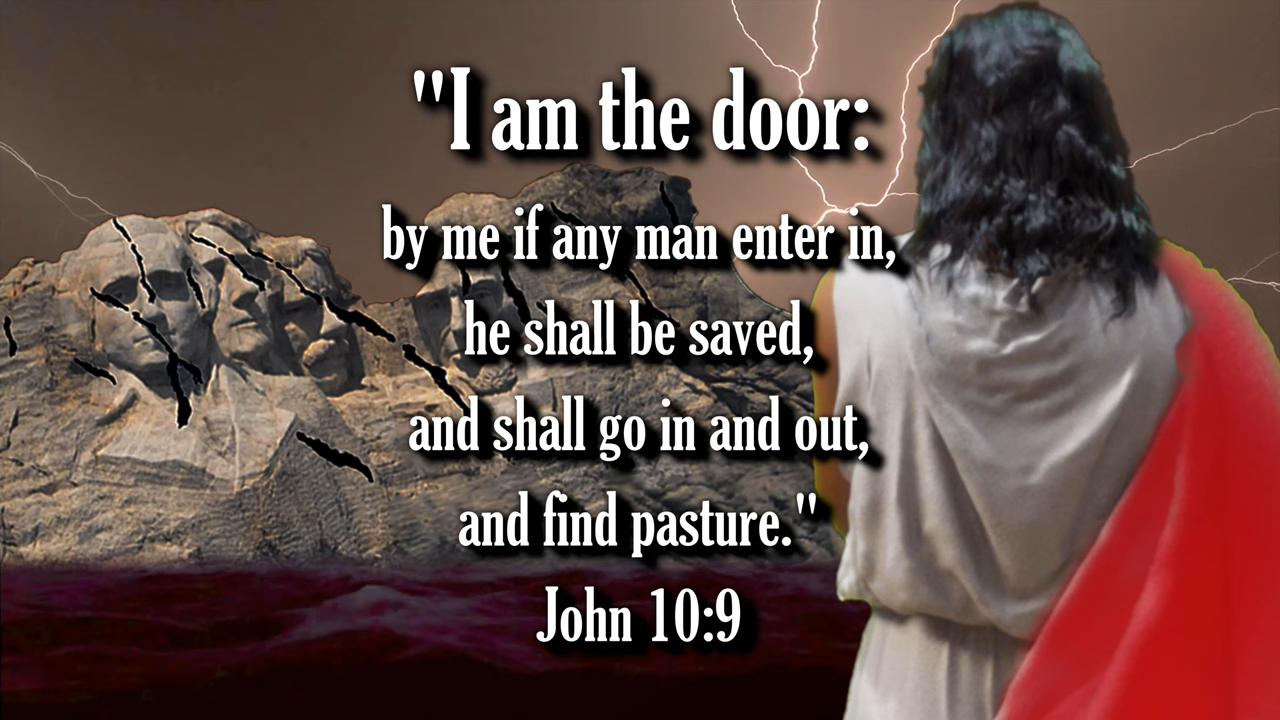 "I am the door:
by me if any man enter in,
he shall be saved,
and shall go in and out,
and find pasture."
John 10:9